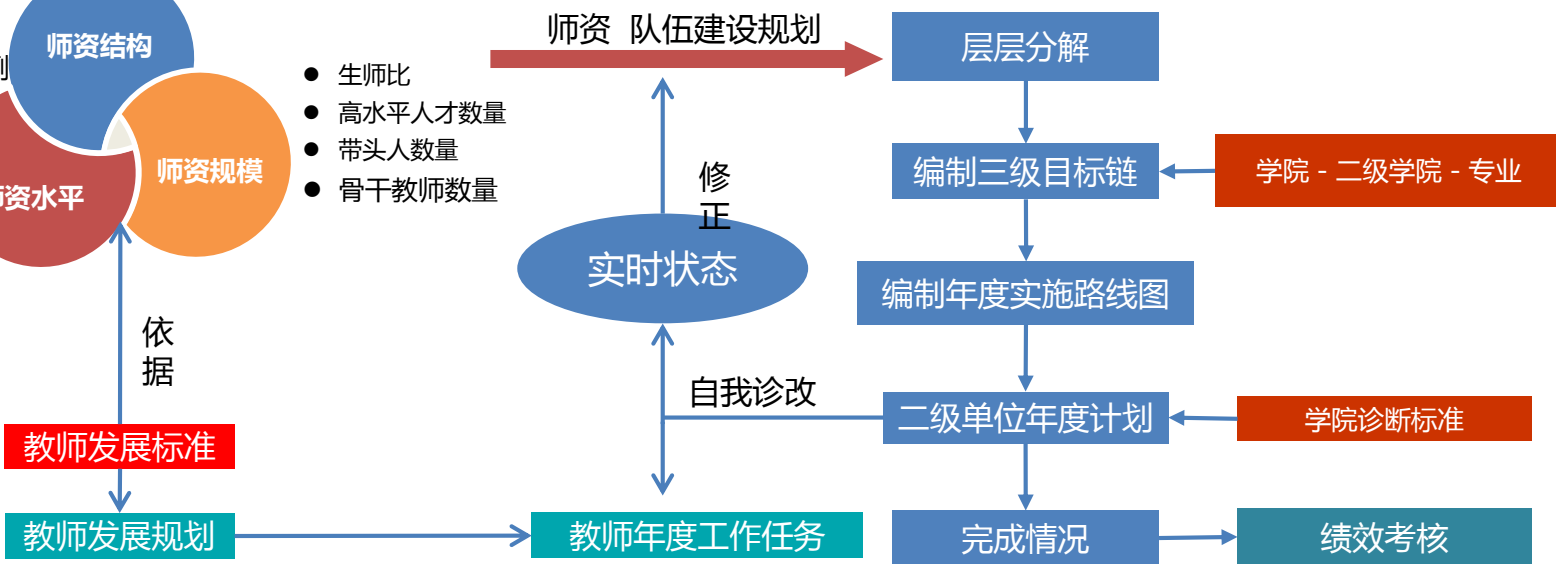 师资结构
师资规模
资水平
生师比
高水平人才数量
带头人数量
骨干教师数量
师资 队伍建设规划
层层分解
修
正
编制三级目标链
学院 - 二级学院 - 专业
实时状态
编制年度实施路线图
依
据
自我诊改
二级单位年度计划
学院诊断标准
教师发展标准
教师发展规划
教师年度工作任务
完成情况
绩效考核